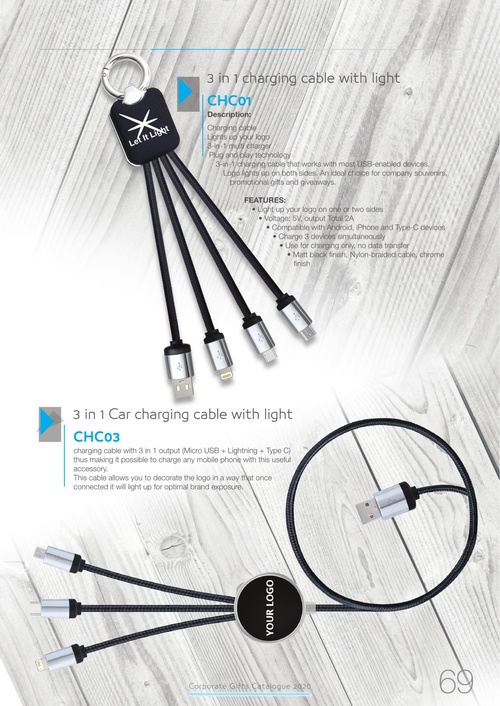 3 in 1 charging cable with light
CHC01
Description:
Charging cable
Lights up your logo
3-in-1 multi charger
Plug and play technology
3-in-1 charging cable that works with most USB-enabled devices.
Logo lights up on both sides. An ideal choice for company souvenirs,
promotional gifts and giveaways.
FEATURES:
• Light up your logo on one or two sides
• Voltage: 5V, output Total 2A
• Compatible with Android, iPhone and Type-C devices
• Charge 3 devices simultaneously
• Use for charging only, no data transfer
• Matt black finish, Nylon-braided cable, chrome
finish
Let It Light
3 in 1 Car charging cable with light
CHC03
charging cable with 3 in 1 output (Micro USB + Lightning + Type C)
thus making it possible to charge any mobile phone with this useful
accessory.
This cable allows you to decorate the logo in a way that once
connected it will light up for optimal brand exposure.
YOUR LOGO
Corporate Gifts Catalogue 2020
69